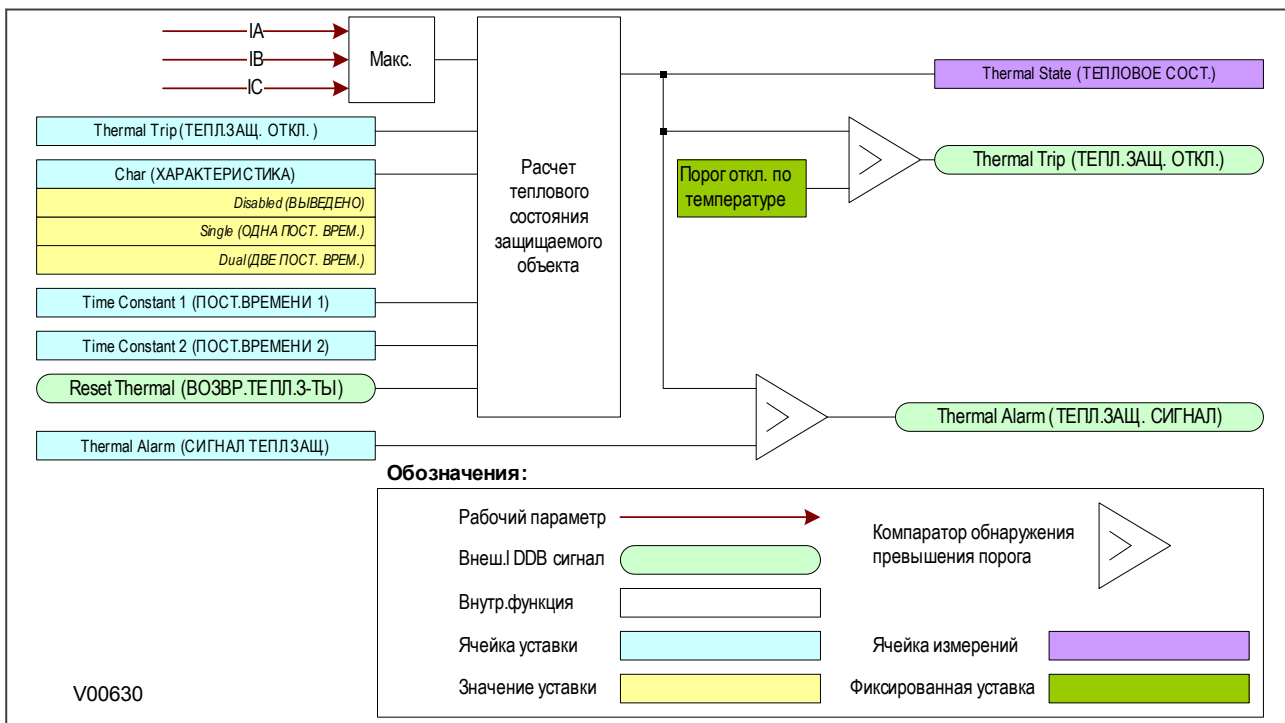 IA
IB
IC
Макс.
Thermal Trip (ТЕПЛ.ЗАЩ. ОТКЛ. )
Char (ХАРАКТЕРИСТИКА)
Disabled (ВЫВЕДЕНО)
Single (ОДНА ПОСТ. ВРЕМ.)
Dual (ДВЕ ПОСТ. ВРЕМ.)
Time Constant 1 (ПОСТ.ВРЕМЕНИ 1)
Time Constant 2 (ПОСТ.ВРЕМЕНИ 2)
Reset Thermal (ВОЗВР.ТЕПЛ.З-ТЫ)
Thermal Alarm (СИГНАЛ ТЕПЛ.ЗАЩ)
Расчет
теплового
состояния
защищаемого
объекта
Thermal State (ТЕПЛОВОЕ СОСТ.)
Порог откл. по
температуре
Thermal Trip (ТЕПЛ.ЗАЩ. ОТКЛ.)
Thermal Alarm (ТЕПЛ.ЗАЩ. СИГНАЛ)
Обозначения:
Рабочий параметр
Внеш.l DDB сигнал
Внутр.функция
Ячейка уставки
Значение уставки
Компаратор обнаружения
превышения порога
Ячейка измерений
Фиксированная уставка
V00630